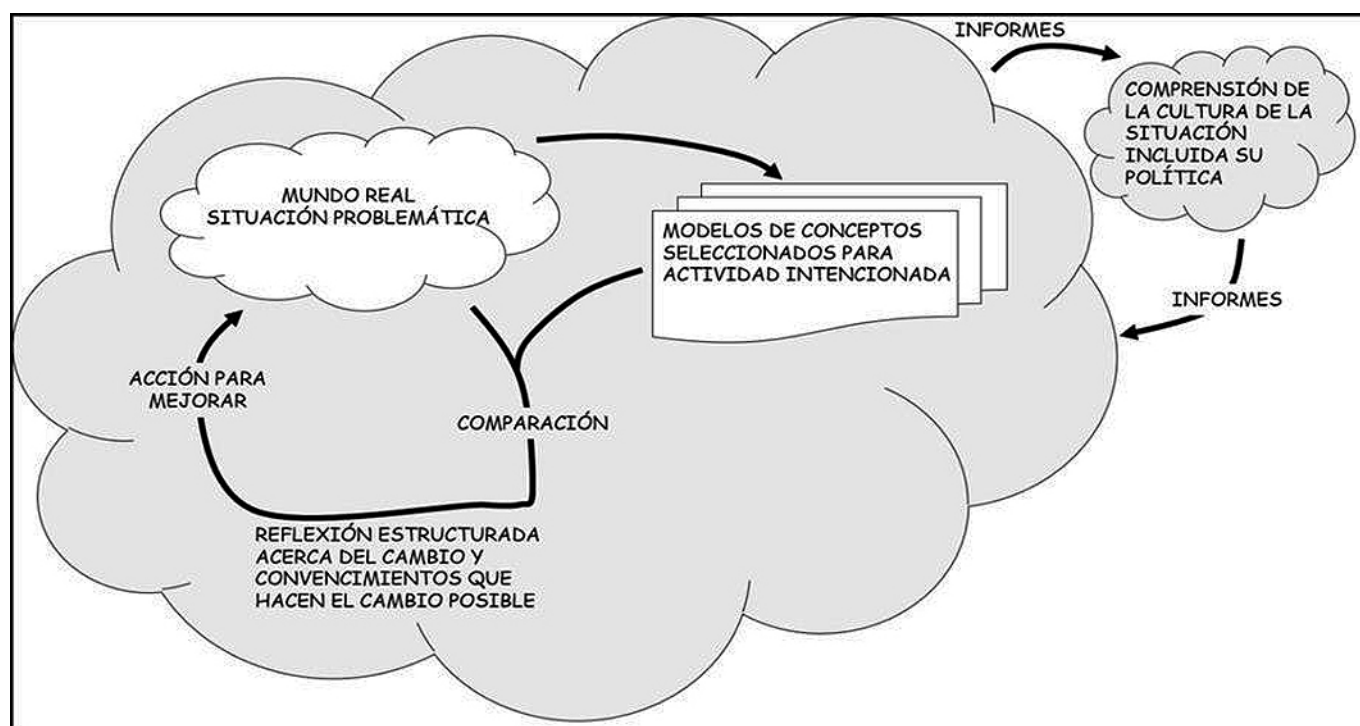 INFORMES
COMPRENSIÓN DE
LA CULTURA DE LA
SITUACIÓN
INCLUIDA SU
POLÍTICA
MUNDO REAL
SITUACIÓN PROBLEMÁTICA
MODELOS DE CONCEPTOS
SELECCIONADOS PARA
ACTIVIDAD INTENCIONADA
INFORMES
ACCIÓN PARA
MEJORAR
COMPARACIÓN
REFLEXIÓN ESTRUCTURADA
ACERCA DEL CAMBIO Y
CONVENCIMIENTOS QUE
HACEN EL CAMBIO POSIBLE